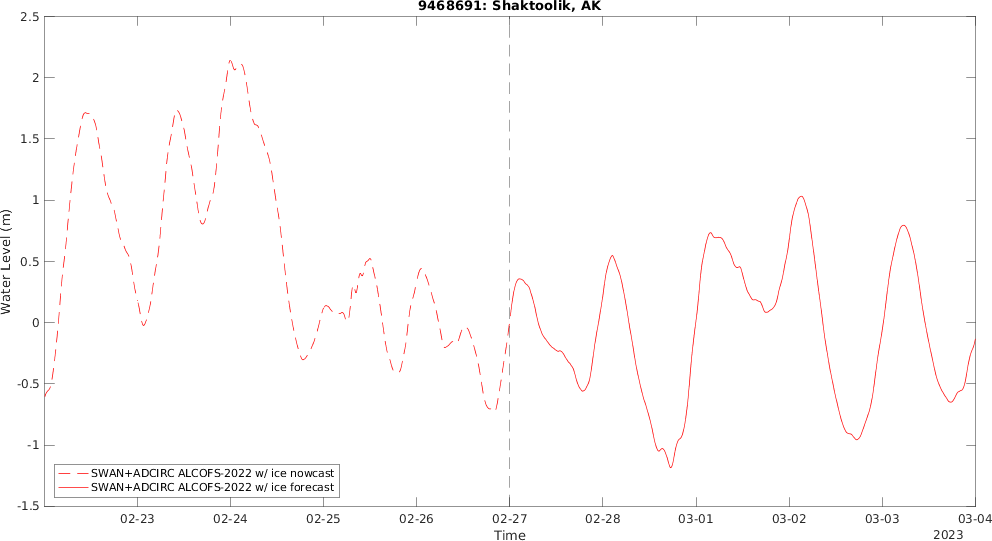 9468691: Shaktoolik, AK
2.5
2
1.5
1
0.5
0
-0.5
-1
-1.5
Water Level (m)
SWAN+ADCIRC ALCOFS-2022 w/ ice nowcast
SWAN+ADCIRC ALCOFS-2022 w/ ice forecast
02-23 02-24 02-25 02-26 02-27 02-28 03-01 03-02 03-03 03-04
Time
2023